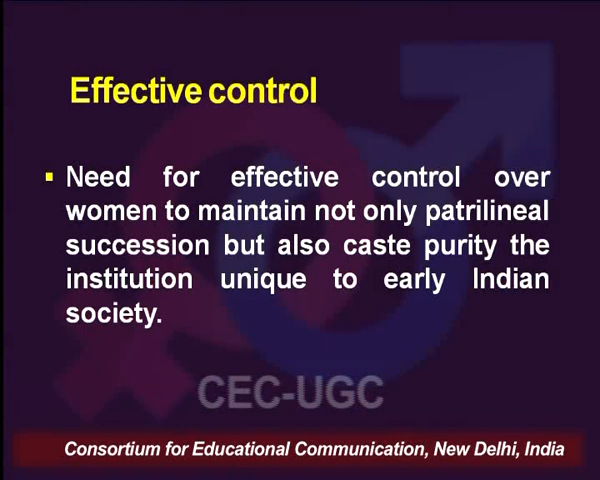 Effective control
▪ Need for effective control over
women to maintain not only patrilineal
succession but also caste purity the
institution unique to early Indian
society.
CEC-UGC
Consortium for Educational Communication, New Delhi, India